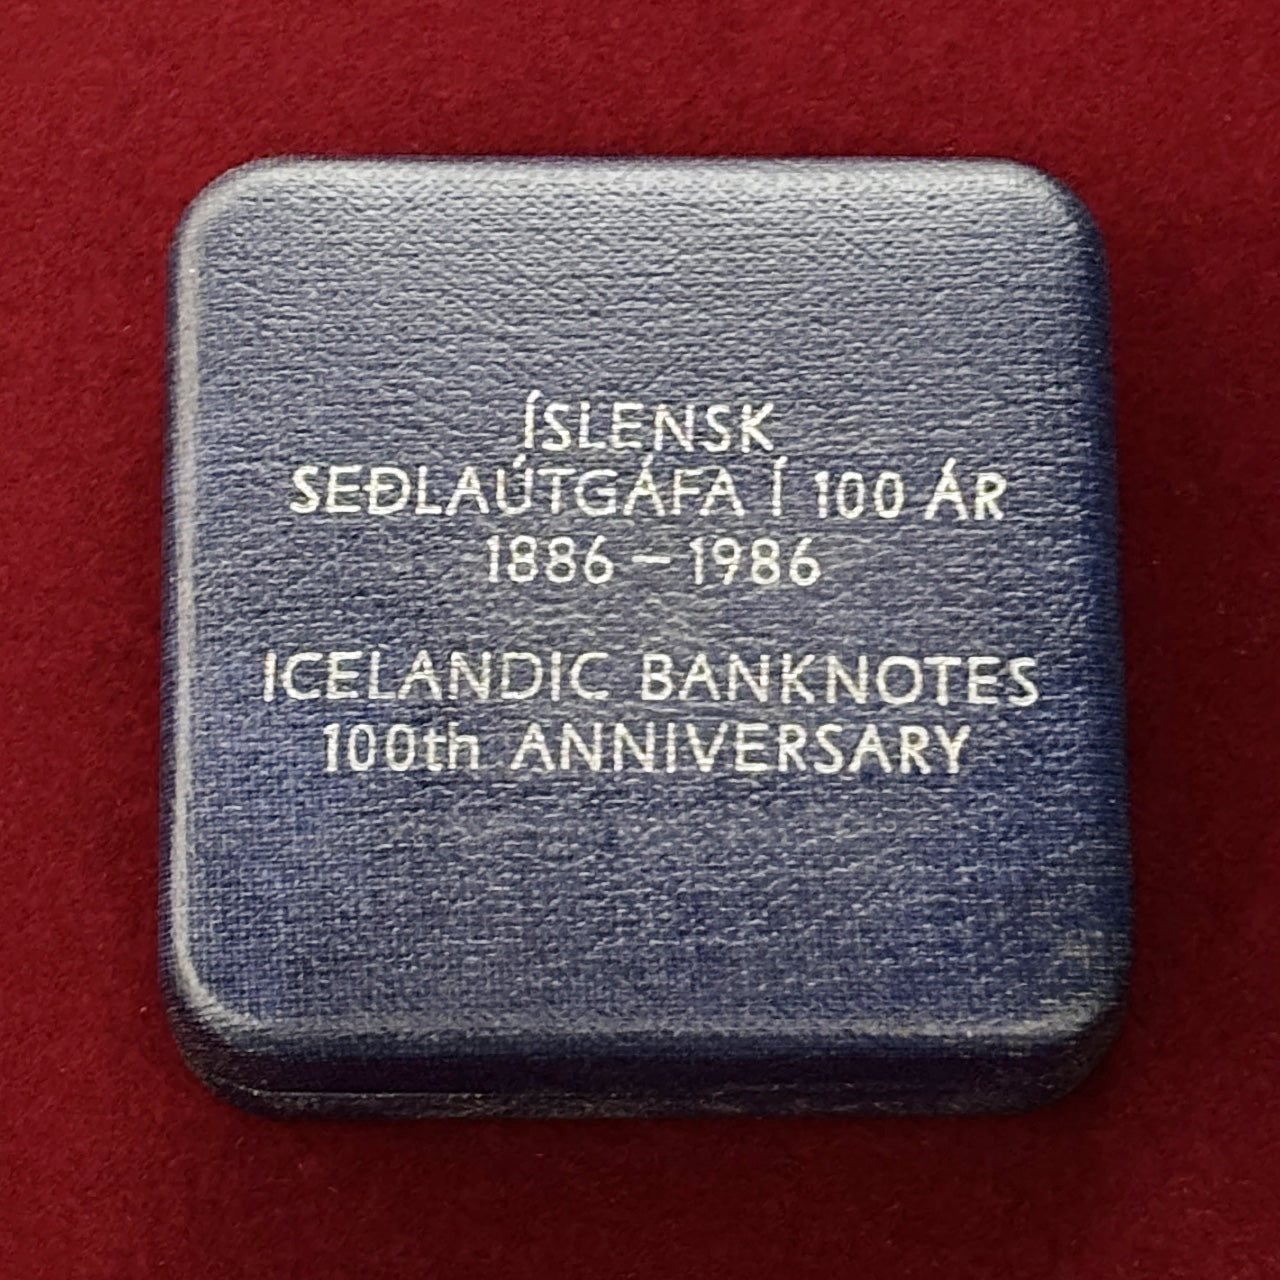 ÍSLENSK
SEÐLAÚTGÁFA Í 100 ÁR
1886 – 1986
ICELANDIC BANKNOTES
100th ANNIVERSARY